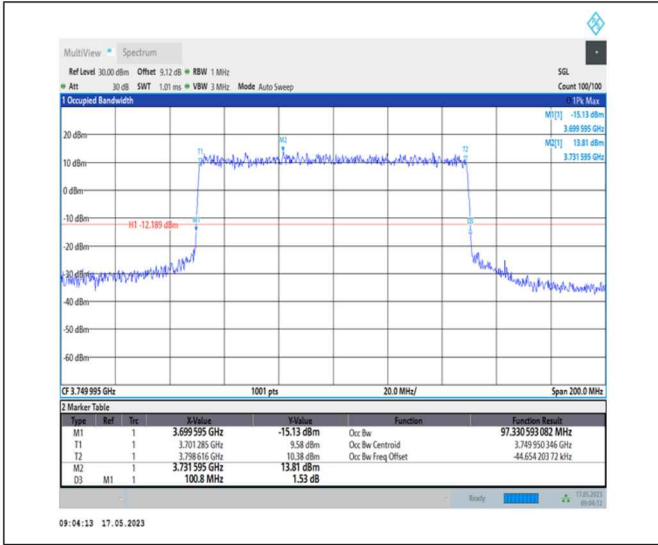 MultiView Spectrum
Ref Level 30.00 dBm Offset 9.12 dB RBW 1 MHz SGL
Att 30 dB SWT 1.01 ms VBW 3 MHz Mode Auto Sweep Count 100/100
1 Occupied Bandwidth 1Pk Max
M1[1] -15.13 dBm
3.699 595 GHz
M2[1] 13.81 dBm
3.731 595 GHz
20 dBm
M2
T1
T2
10 dBm
0 dBm
-10 dBm
M1
D3
H1 -12.189 dBm
-30 dBm
-40 dBm
-50 dBm
-60 dBm
CF 3.749 995 GHz 1001 pts 20.0 MHz/ Span 200.0 MHz
2 Marker Table
Type Ref Trc X-Value Y-Value Function Function Result
M1 1 3.699 595 GHz -15.13 dBm Occ Bw 97.330 593 082 MHz
T1 1 3.701 285 GHz 9.58 dBm Occ Bw Centroid 3.749 950 346 GHz
T2 1 3.798 616 GHz 10.38 dBm Occ Bw Freq Offset -44.654 203 72 kHz
M2 1 3.731 595 GHz 13.81 dBm
D3 M1 1 100.8 MHz 1.53 dB
Ready 17.05.2023
09:04:12
09:04:13 17.05.2023